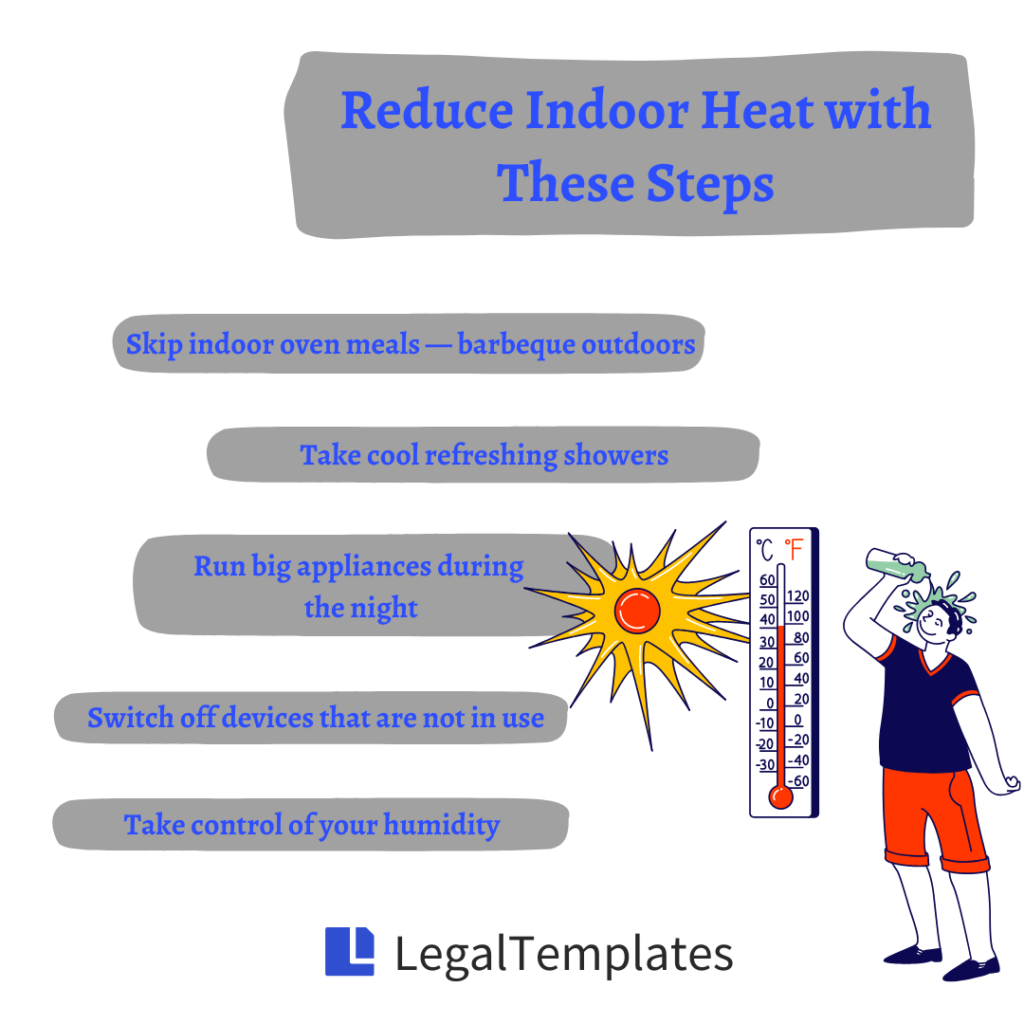 Reduce Indoor Heat with
These Steps
Skip indoor oven meals — barbeque outdoors
Take cool refreshing showers
Run big appliances during
the night
Switch off devices that are not in use
Take control of your humidity
°C °F
60
50
40
30
20
10
0
-10
-20
-30
120
100
80
60
40
20
0
-20
-40
-60
LegalTemplates